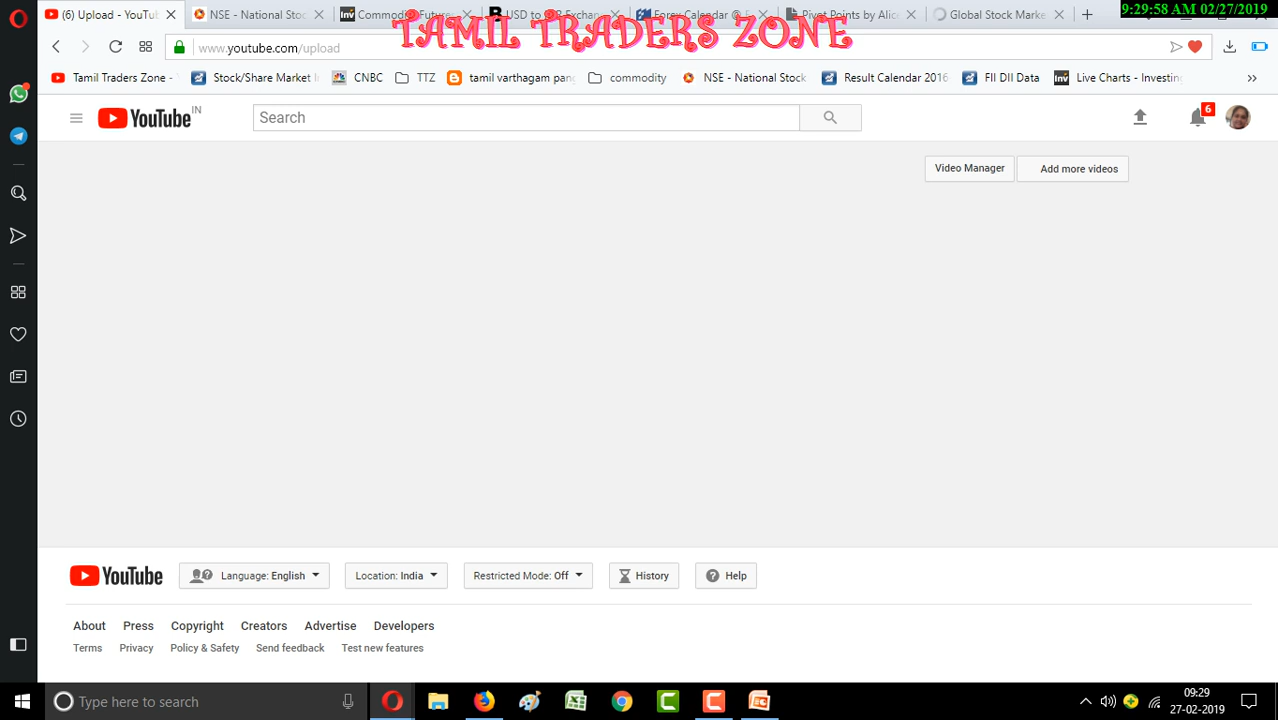 9:29:58 AM 02/27/2019
(6) Upload - YouTu
NSE - National Stoc
Commod
Future
USD to
Exchan
Forex Calendar @
Pivot Points by Alic
Global Stock Marke
TAMIL TRADERS ZONE
www.youtube.com/upload
Tamil Traders Zone -
Stock/Share Market I
CNBC
TTZ
tamil varthagam pan
commodity
NSE - National Stock
Result Calendar 2016
FII DII Data
Inv
Live Charts - Investin
YouTube IN
Search
6
Video Manager
Add more videos
YouTube
Language: English
Location: India
Restricted Mode: Off
History
Help
About Press Copyright Creators Advertise Developers
Terms Privacy Policy & Safety Send feedback Test new features
Type here to search
09:29
27-02-2019